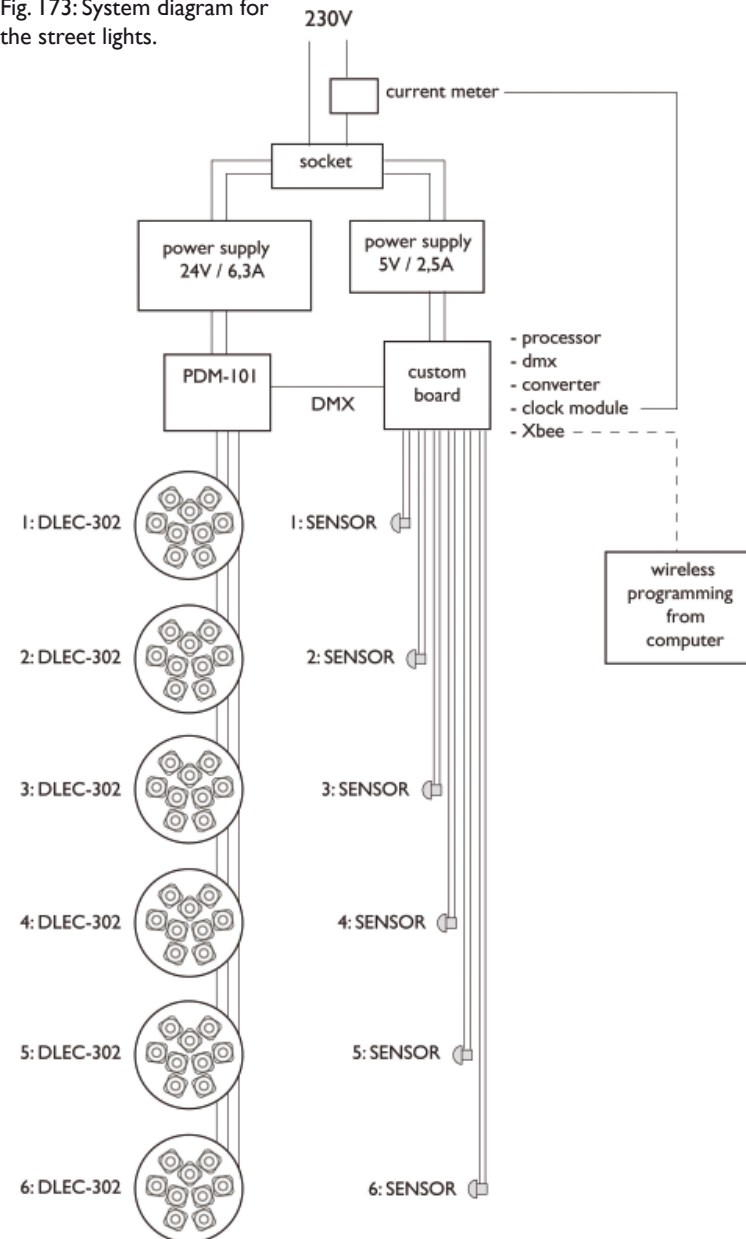 Fig. 173: System diagram for
the street lights.
230V
current meter
socket
power supply
24V / 6,3A
power supply
5V / 2,5A
PDM-101
DMX
custom
board
- processor
- dmx
- converter
- clock module
- Xbee
wireless
programming
from
computer
1: DLEC-302
1: SENSOR
2: DLEC-302
2: SENSOR
3: DLEC-302
3: SENSOR
4: DLEC-302
4: SENSOR
5: DLEC-302
5: SENSOR
6: DLEC-302
6: SENSOR